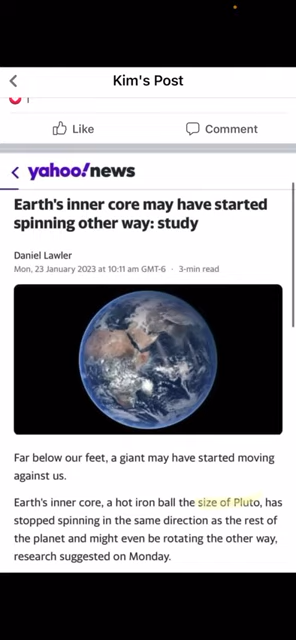 Kim's Post
1
Like Comment
yahoo!news
Earth's inner core may have started
spinning other way: study
Daniel Lawler
Mon, 23 January 2023 at 10:11 am GMT-6 · 3-min read
Far below our feet, a giant may have started moving
against us.
Earth's inner core, a hot iron ball the size of Pluto, has
stopped spinning in the same direction as the rest of
the planet and might even be rotating the other way,
research suggested on Monday.